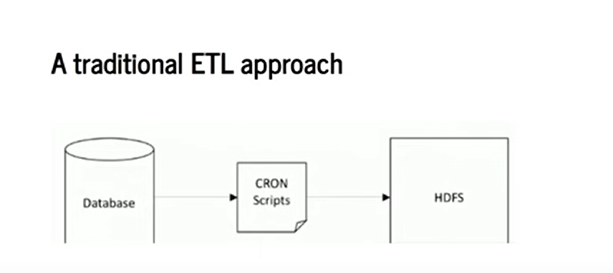 A traditional ETL approach
Database
CRON
Scripts
HDFS